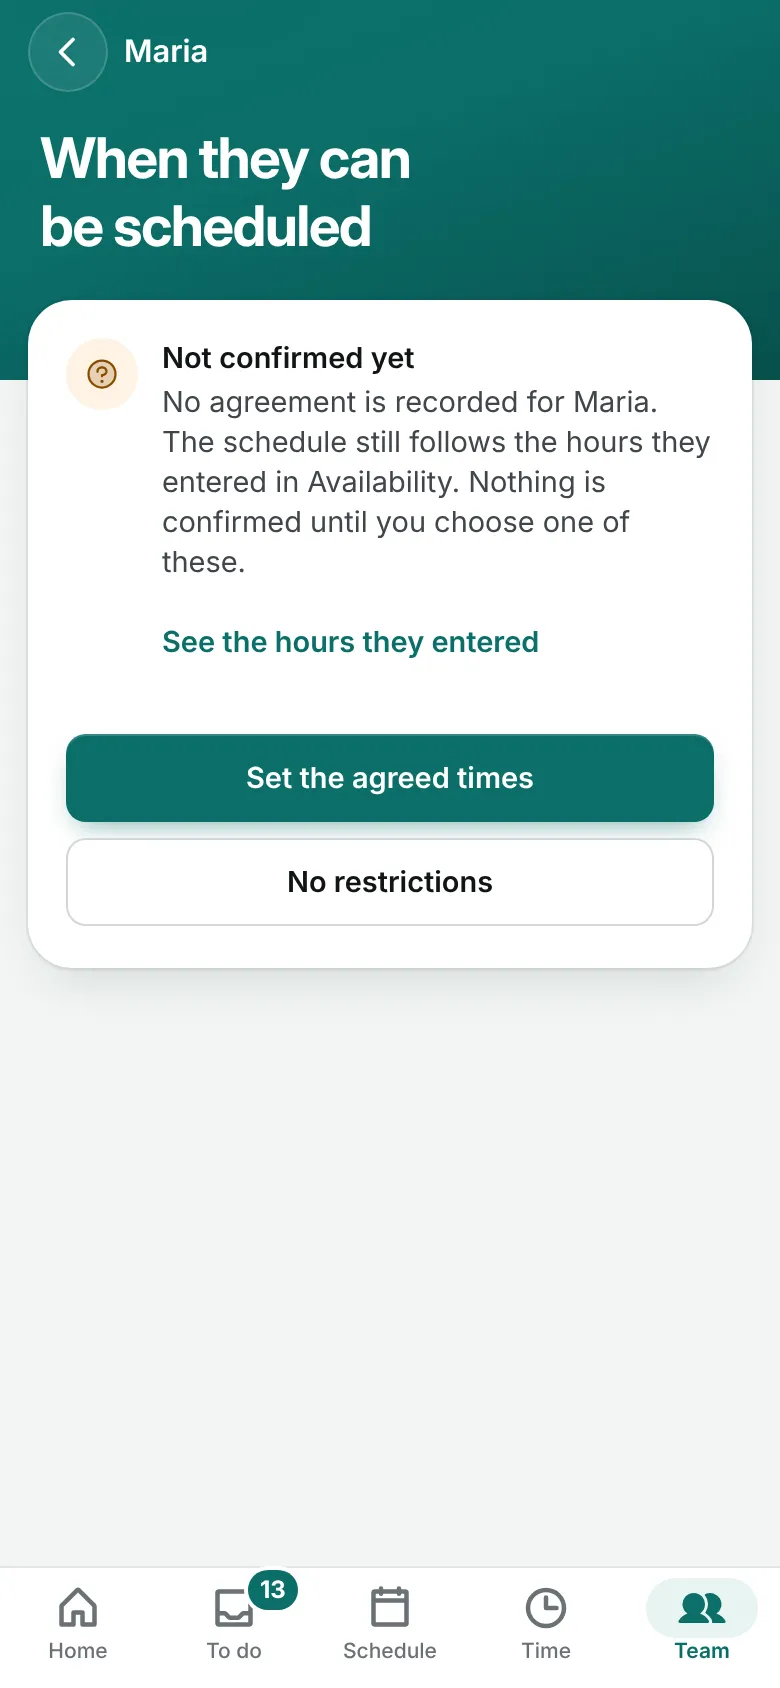 Maria
When they can
be scheduled
Not confirmed yet
No agreement is recorded for Maria.
The schedule still follows the hours they
entered in Availability. Nothing is
confirmed until you choose one of
these.
See the hours they entered
Set the agreed times
No restrictions
13
Home
To do
Schedule
Time
Team